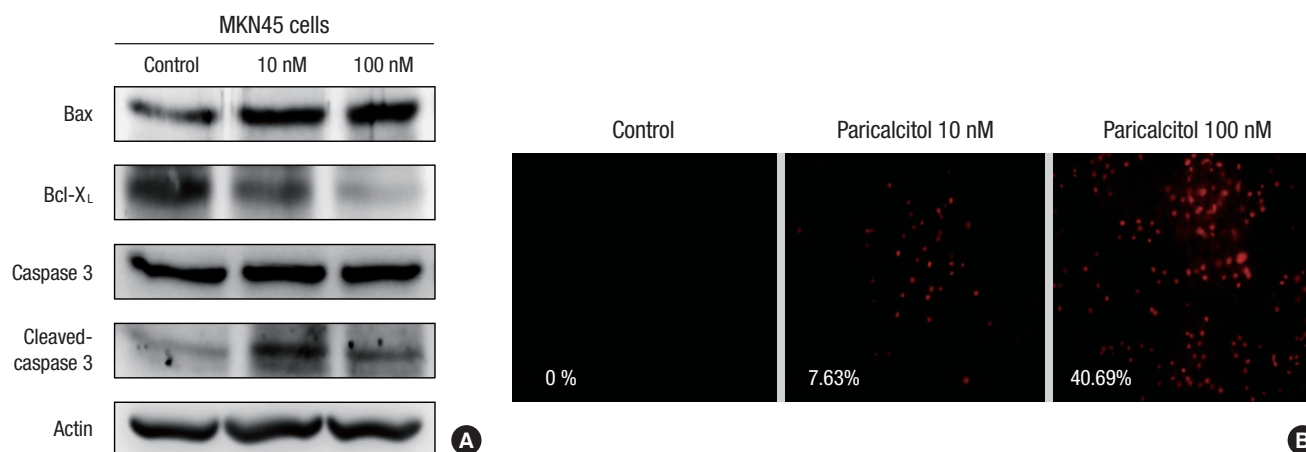 MKN45 cells
Control 10 nM 100 nM
Bax
Bcl-XL
Caspase 3
Cleaved-
caspase 3
Actin
A
Control Paricalcitol 10 nM Paricalcitol 100 nM
0 % 7.63% 40.69%
B